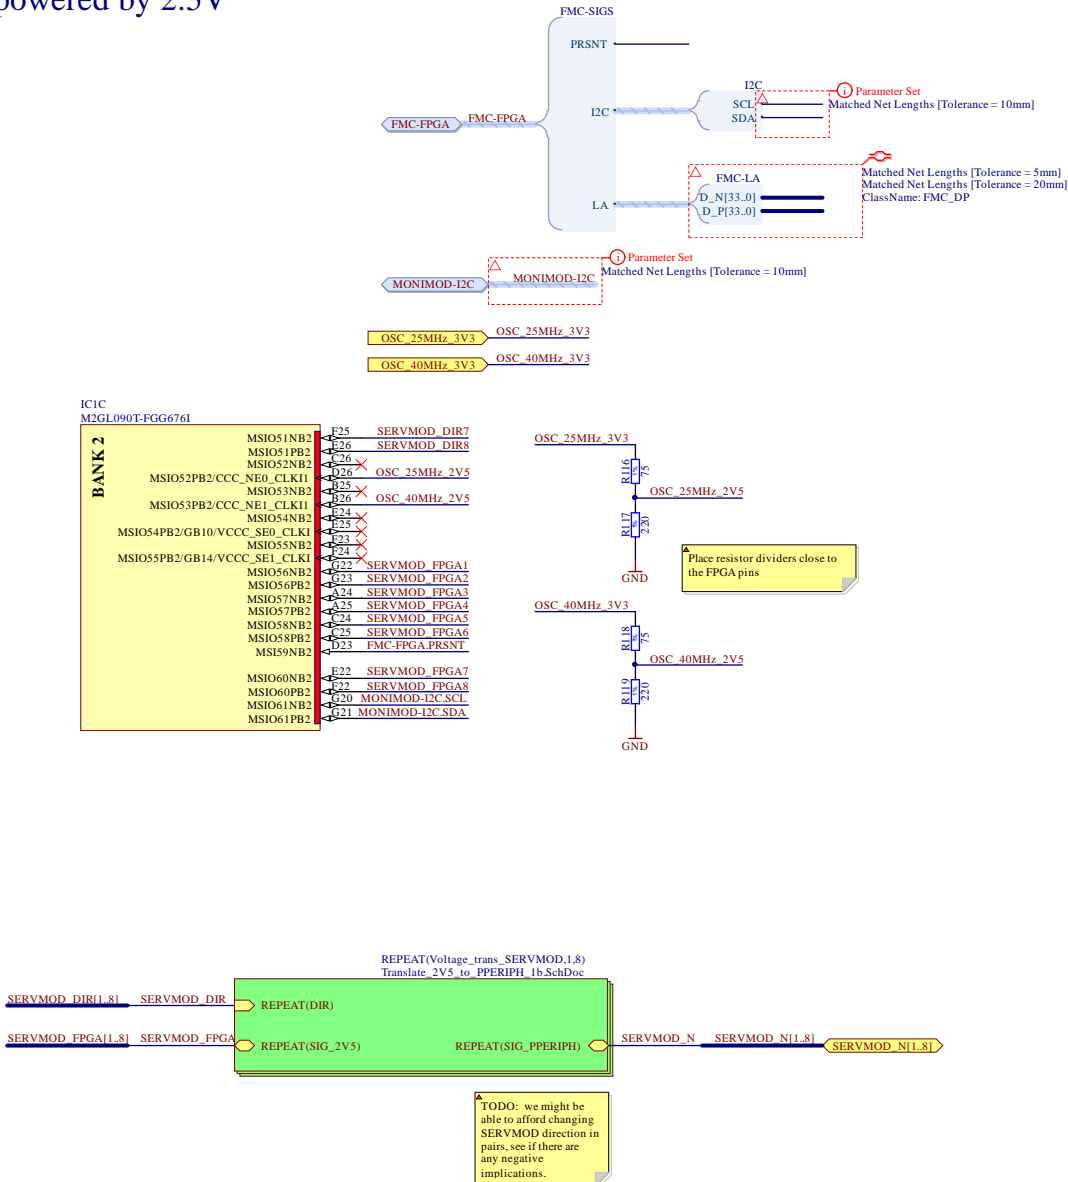 powered by 2.5V
FMC-SIGS
PRSNT
I2C
LA
FMC-FPGA
FMC-FPGA
I2C
SCL
SDA
Parameter Set
Matched Net Lengths [Tolerance = 10mm]
FMC-LA
D_N[33..0]
D_P[33..0]
Matched Net Lengths [Tolerance = 5mm]
Matched Net Lengths [Tolerance = 20mm]
ClassName: FMC_DP
MONIMOD-I2C
MONIMOD-I2C
Parameter Set
Matched Net Lengths [Tolerance = 10mm]
OSC_25MHz_3V3
OSC_25MHz_3V3
OSC_40MHz_3V3
OSC_40MHz_3V3
IC1C
M2GL090T-FGG676I
BANK 2
MSIO51NB2 F25 SERVMOD_DIR7
MSIO51PB2 E26 SERVMOD_DIR8
MSIO52NB2 C26
MSIO52PB2/CCC_NE0_CLKI1 D26 OSC_25MHz_2V5
MSIO53NB2 B25
MSIO53PB2/CCC_NE1_CLKI1 B26 OSC_40MHz_2V5
MSIO54NB2 E24
MSIO54PB2/GB10/VCCC_SE0_CLKI E25
MSIO55NB2 F23
MSIO55PB2/GB14/VCCC_SE1_CLKI F24
MSIO56NB2 G22 SERVMOD_FPGA1
MSIO56PB2 G23 SERVMOD_FPGA2
MSIO57NB2 A24 SERVMOD_FPGA3
MSIO57PB2 A25 SERVMOD_FPGA4
MSIO58NB2 C24 SERVMOD_FPGA5
MSIO58PB2 C25 SERVMOD_FPGA6
MSI59NB2 D23 FMC-FPGA.PRSNT
MSIO60NB2 E22 SERVMOD_FPGA7
MSIO60PB2 F22 SERVMOD_FPGA8
MSIO61NB2 G20 MONIMOD-I2C.SCL
MSIO61PB2 G21 MONIMOD-I2C.SDA
OSC_25MHz_3V3
R116 1% 75
OSC_25MHz_2V5
R117 1% 220
GND
Place resistor dividers close to
the FPGA pins
OSC_40MHz_3V3
R118 1% 75
OSC_40MHz_2V5
R119 1% 220
GND
REPEAT(Voltage_trans_SERVMOD,1,8)
Translate_2V5_to_PPERIPH_1b.SchDoc
SERVMOD_DIR[1..8] SERVMOD_DIR REPEAT(DIR)
SERVMOD_FPGA[1..8] SERVMOD_FPGA REPEAT(SIG_2V5)
REPEAT(SIG_PPERIPH) SERVMOD_N SERVMOD_N[1..8] SERVMOD_N[1..8]
TODO: we might be
able to afford changing
SERVMOD direction in
pairs, see if there are
any negative
implications.